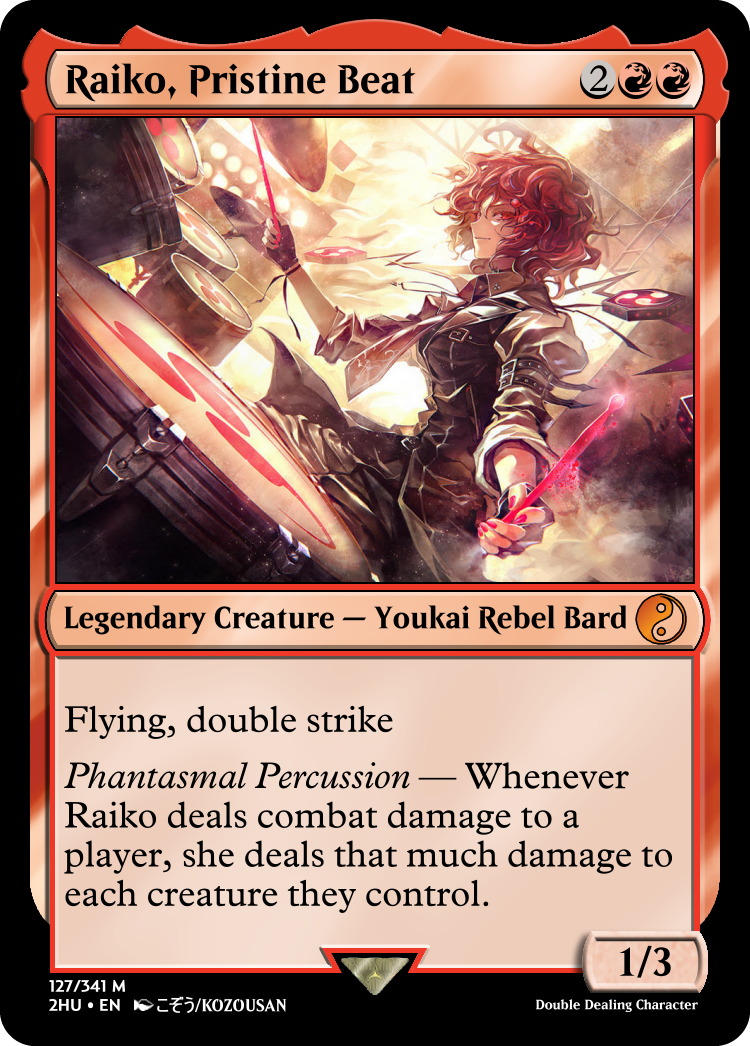 Raiko, Pristine Beat
2
Legendary Creature — Youkai Rebel Bard
Flying, double strike
Phantasmal Percussion — Whenever
Raiko deals combat damage to a
player, she deals that much damage to
each creature they control.
1/3
127/341 M
2HU • EN こぞう/KOZOUSAN
Double Dealing Character